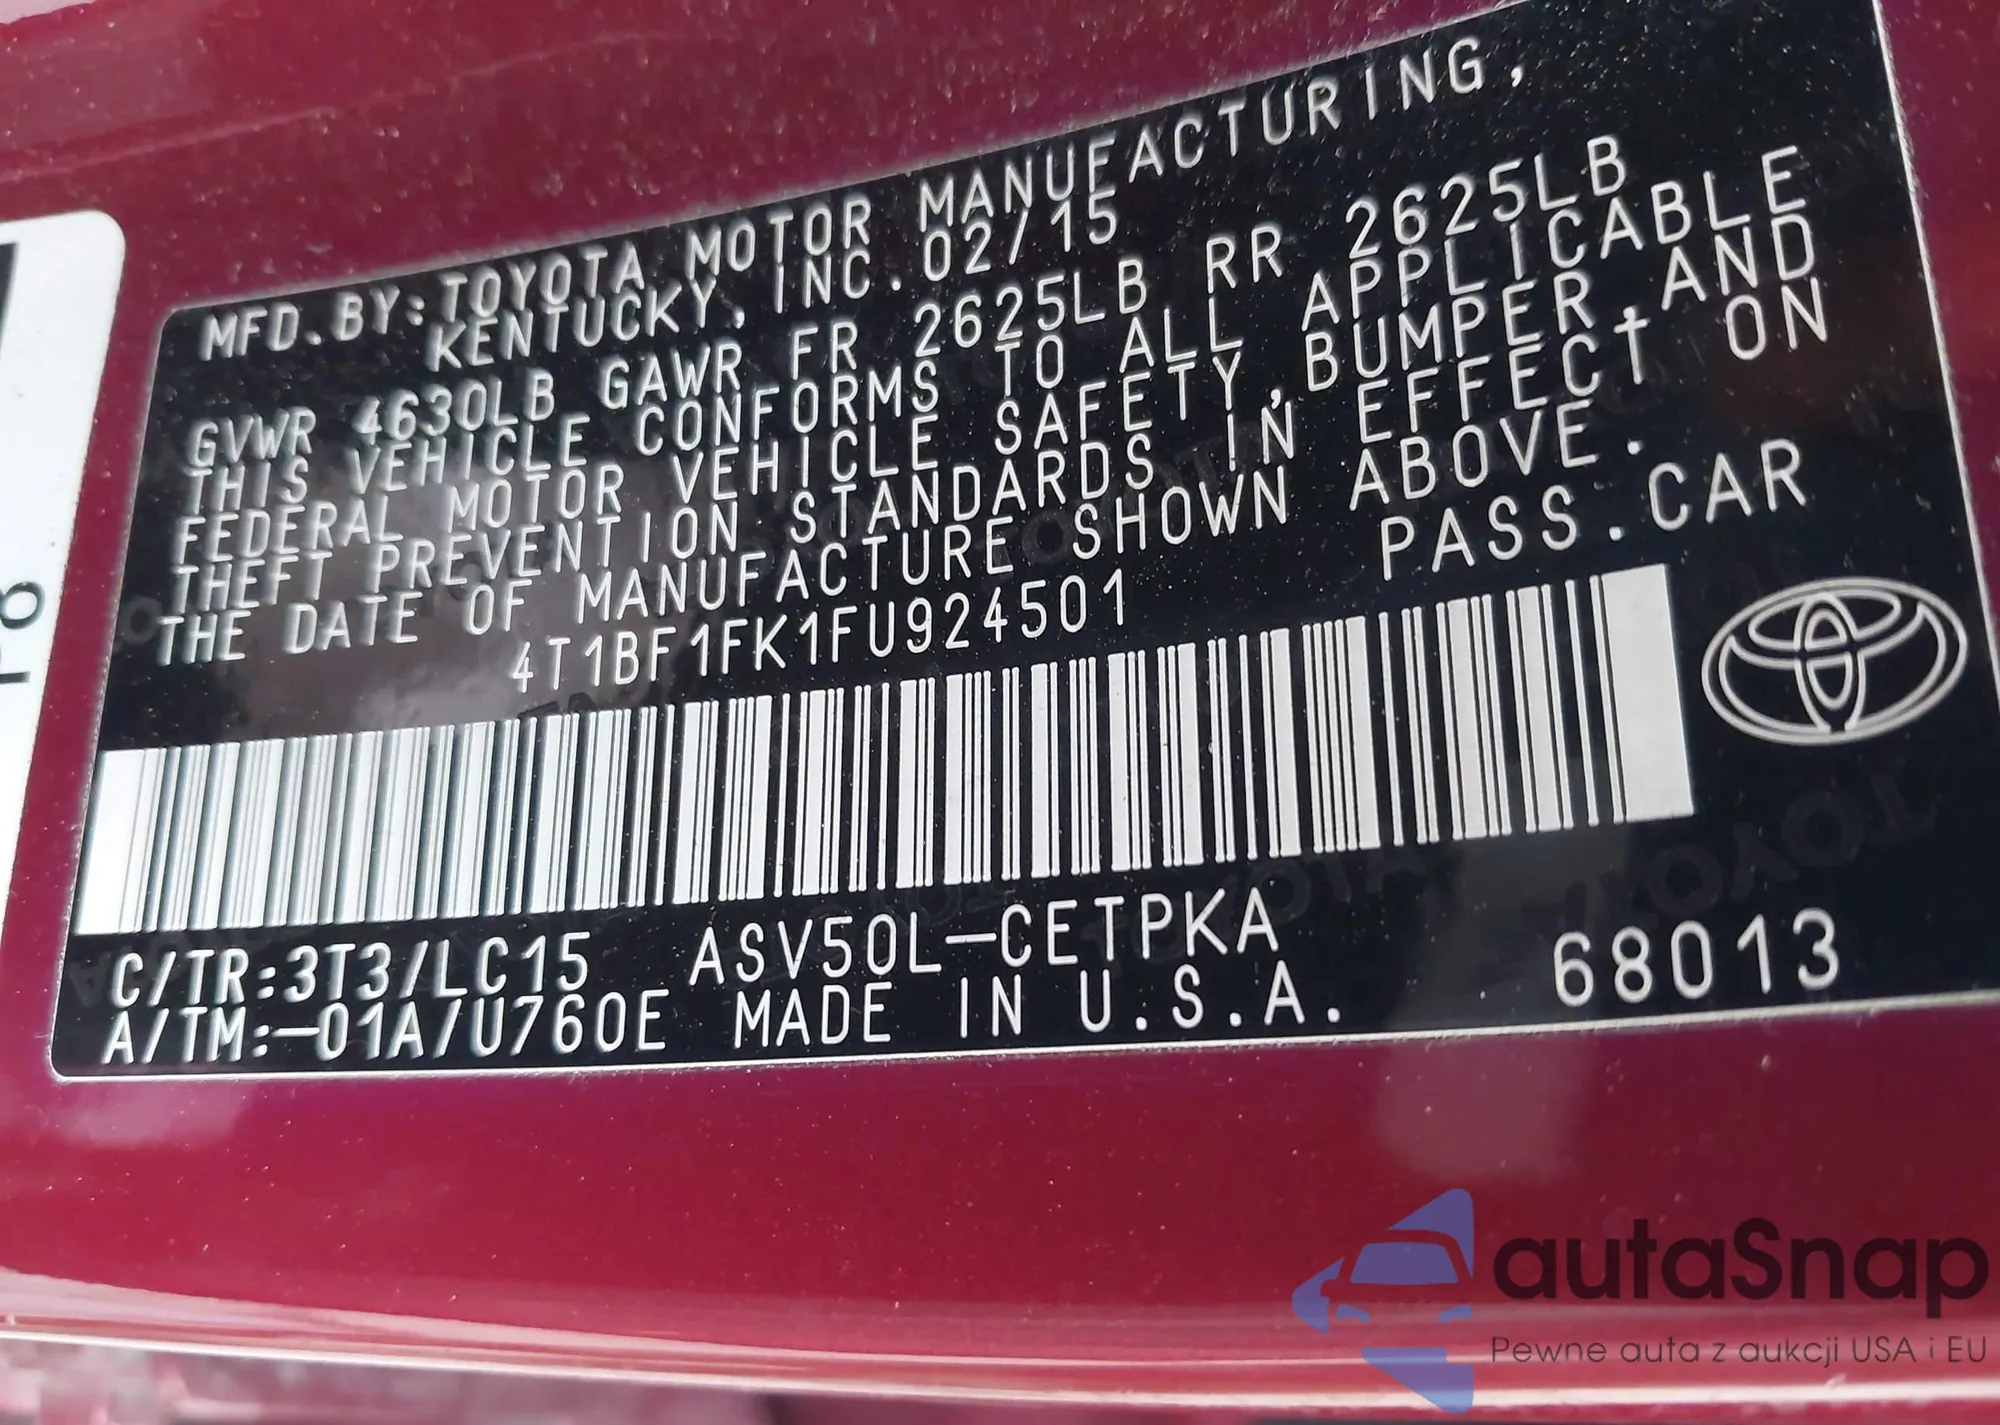 MFD.BY:TOYOTA MOTOR MANUFACTURING,
KENTUCKY, INC. 02/15
GVWR 4630LB GAWR FR 2625LB RR 2625LB
THIS VEHICLE CONFORMS TO ALL APPLICABLE
FEDERAL MOTOR VEHICLE SAFETY,BUMPER,AND
THEFT PREVENTION STANDARDS IN EFFECT ON
THE DATE OF MANUFACTURE SHOWN ABOVE.
4T1BF1FK1FU924501 PASS.CAR
C/TR:3T3/LC15 ASV50L-CETPKA
A/TM:-01A/U760E MADE IN U.S.A. 68013
autaSnap
Pewne auta z aukcji USA i EU